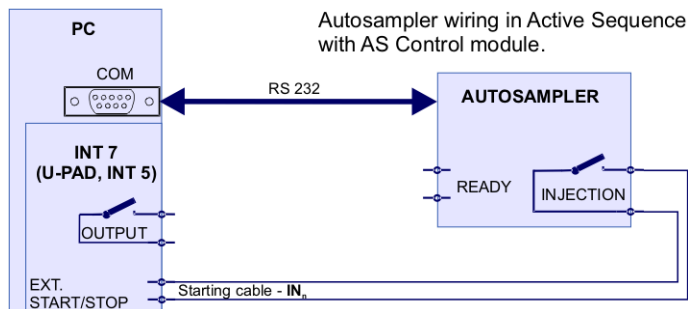 Autosampler wiring in Active Sequence
with AS Control module.
PC
COM
RS 232
AUTOSAMPLER
INT 7
(U-PAD, INT 5)
READY
INJECTION
OUTPUT
EXT.
START/STOP
Starting cable - INₙ